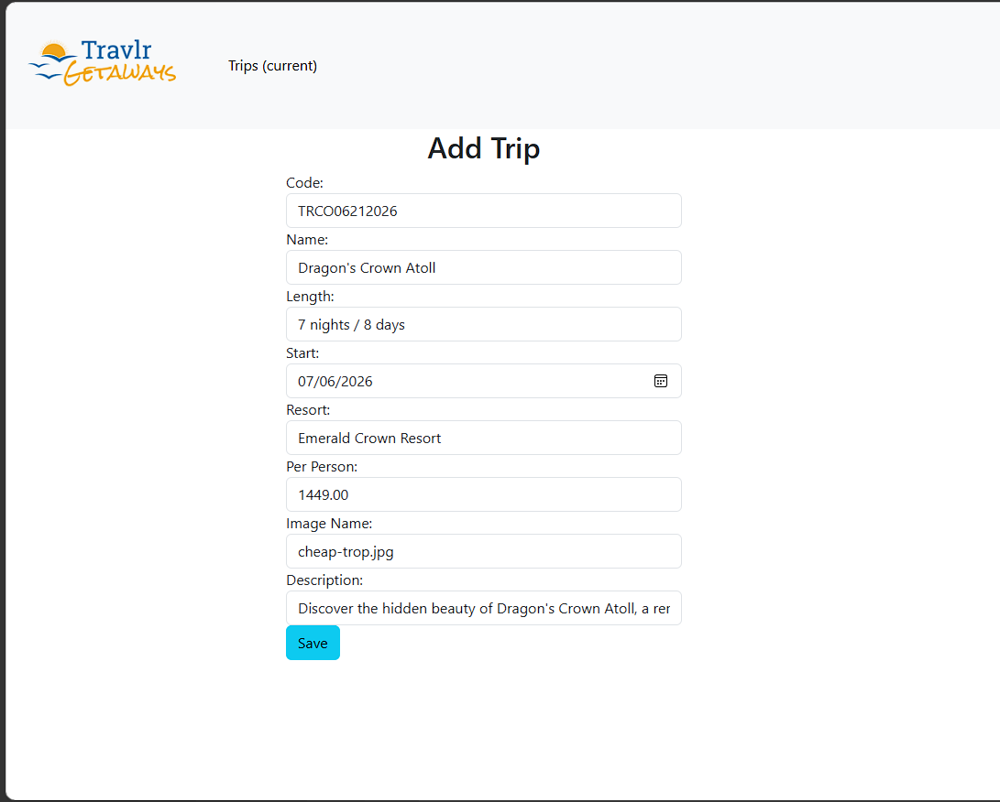 Travlr
GETAWAYS
Trips (current)
Add Trip
Code:
TRCO06212026
Name:
Dragon's Crown Atoll
Length:
7 nights / 8 days
Start:
07/06/2026
Resort:
Emerald Crown Resort
Per Person:
1449.00
Image Name:
cheap-trop.jpg
Description:
Discover the hidden beauty of Dragon's Crown Atoll, a
Save